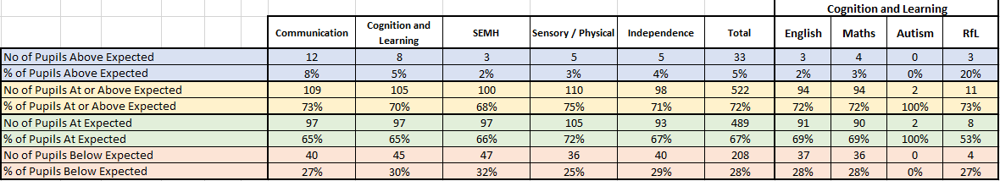 Cognition and Learning
Communication Cognition and Learning SEMH Sensory / Physical Independence Total English Maths Autism RfL
No of Pupils Above Expected 12 8 3 5 5 33 3 4 0 3
% of Pupils Above Expected 8% 5% 2% 3% 4% 5% 2% 3% 0% 20%
No of Pupils At or Above Expected 109 105 100 110 98 522 94 94 2 11
% of Pupils At or Above Expected 73% 70% 68% 75% 71% 72% 72% 72% 100% 73%
No of Pupils At Expected 97 97 97 105 93 489 91 90 2 8
% of Pupils At Expected 65% 65% 66% 72% 67% 67% 69% 69% 100% 53%
No of Pupils Below Expected 40 45 47 36 40 208 37 36 0 4
% of Pupils Below Expected 27% 30% 32% 25% 29% 28% 28% 28% 0% 27%